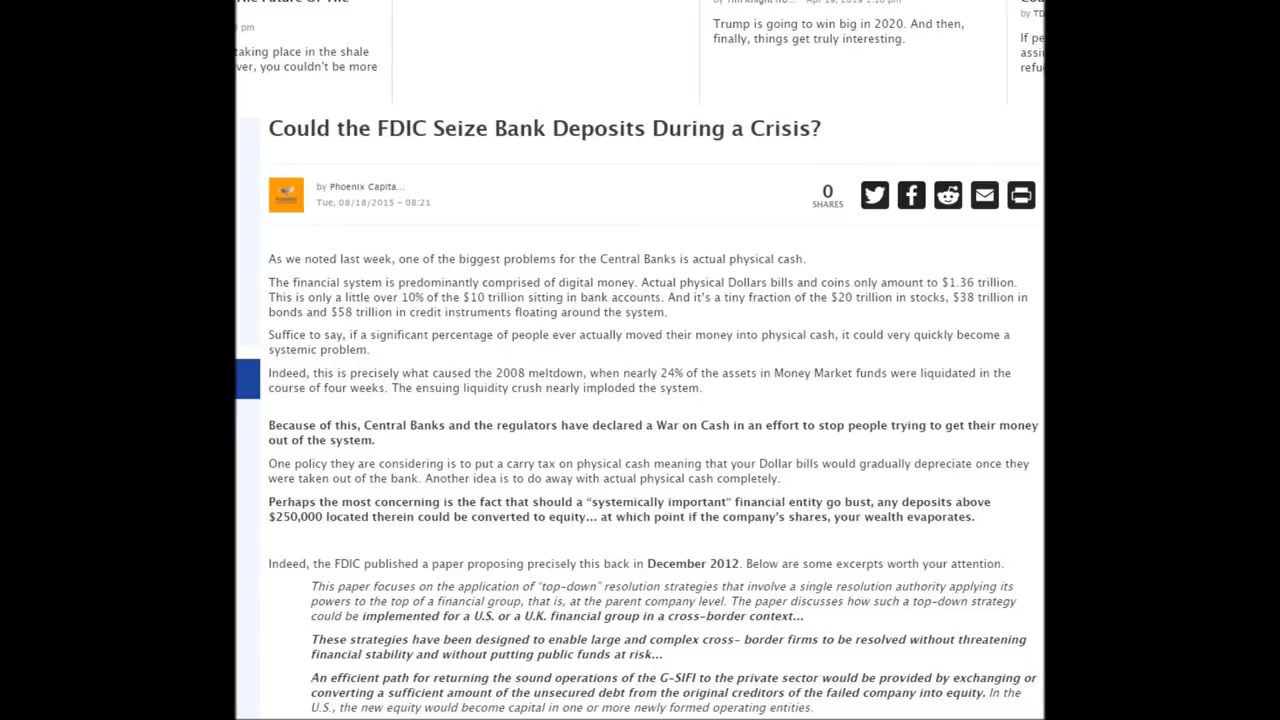 The Future Of The
pm
taking place in the shale
ver, you couldn't be more
Apr 19, 2019 1:10 pm
Trump is going to win big in 2020. And then,
finally, things get truly interesting.
by TD
If pe
assi
refu
Could the FDIC Seize Bank Deposits During a Crisis?
by Phoenix Capita...
Tue, 08/18/2015 - 08:21
0
SHARES
As we noted last week, one of the biggest problems for the Central Banks is actual physical cash.
The financial system is predominantly comprised of digital money. Actual physical Dollars bills and coins only amount to $1.36 trillion.
This is only a little over 10% of the $10 trillion sitting in bank accounts. And it's a tiny fraction of the $20 trillion in stocks, $38 trillion in
bonds and $58 trillion in credit instruments floating around the system.
Suffice to say, if a significant percentage of people ever actually moved their money into physical cash, it could very quickly become a
systemic problem.
Indeed, this is precisely what caused the 2008 meltdown, when nearly 24% of the assets in Money Market funds were liquidated in the
course of four weeks. The ensuing liquidity crush nearly imploded the system.
Because of this, Central Banks and the regulators have declared a War on Cash in an effort to stop people trying to get their money
out of the system.
One policy they are considering is to put a carry tax on physical cash meaning that your Dollar bills would gradually depreciate once they
were taken out of the bank. Another idea is to do away with actual physical cash completely.
Perhaps the most concerning is the fact that should a "systemically important" financial entity go bust, any deposits above
$250,000 located therein could be converted to equity... at which point if the company's shares, your wealth evaporates.
Indeed, the FDIC published a paper proposing precisely this back in December 2012. Below are some excerpts worth your attention.
This paper focuses on the application of "top-down" resolution strategies that involve a single resolution authority applying its
powers to the top of a financial group, that is, at the parent company level. The paper discusses how such a top-down strategy
could be implemented for a U.S. or a U.K. financial group in a cross-border context...
These strategies have been designed to enable large and complex cross- border firms to be resolved without threatening
financial stability and without putting public funds at risk...
An efficient path for returning the sound operations of the G-SIFI to the private sector would be provided by exchanging or
converting a sufficient amount of the unsecured debt from the original creditors of the failed company into equity. In the
U.S., the new equity would become capital in one or more newly formed operating entities.